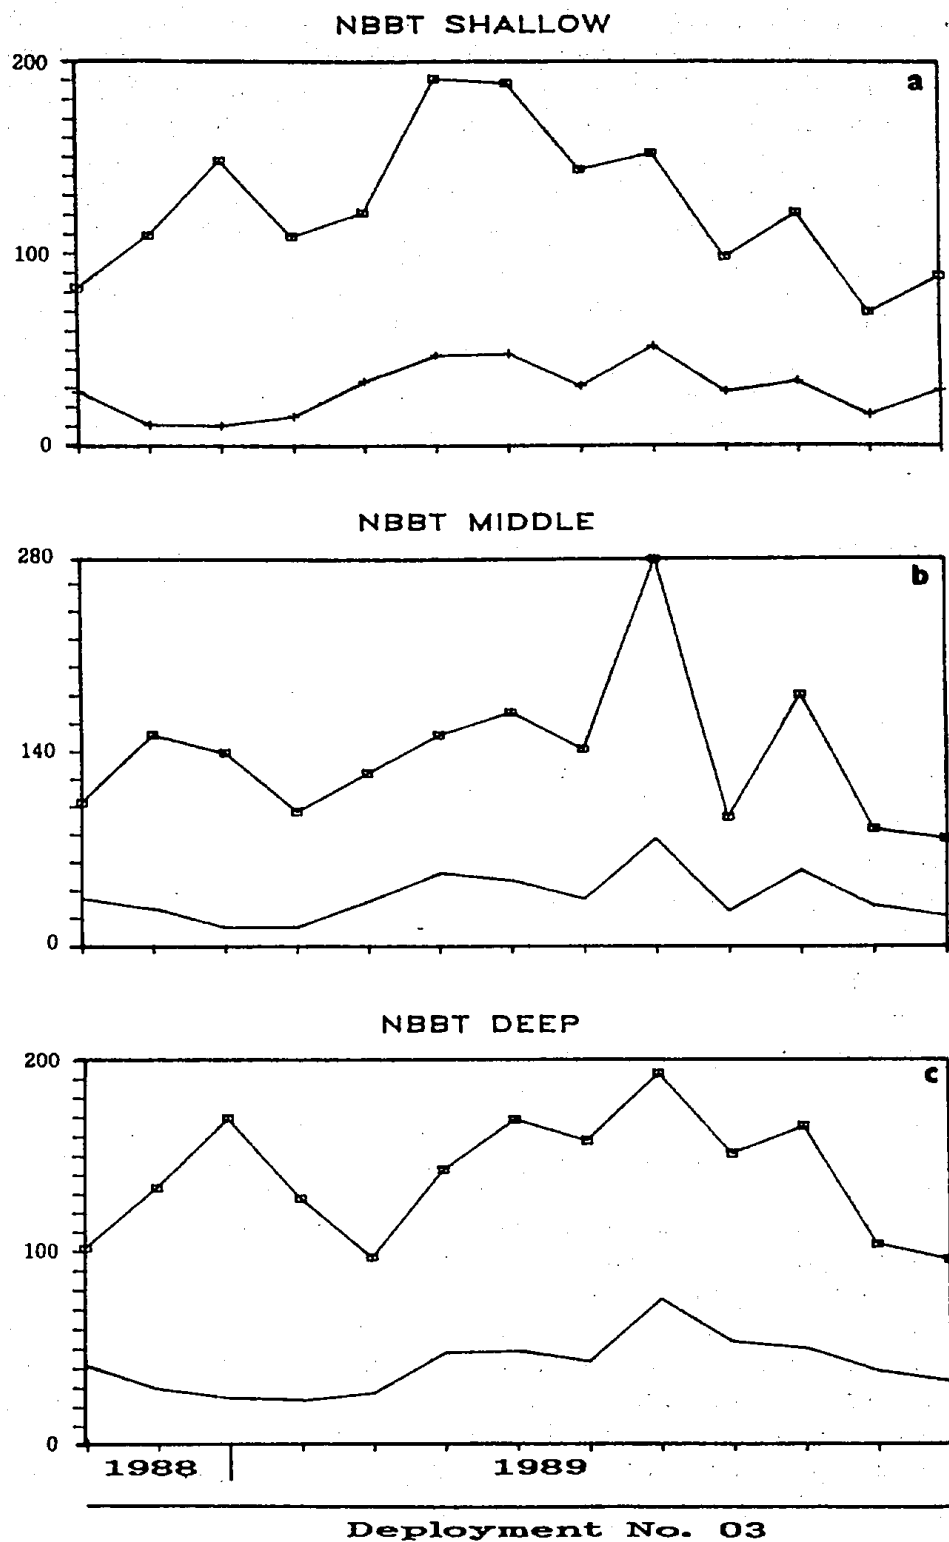 NBBT SHALLOW
200
a
100
0
NBBT MIDDLE
280
b
140
0
NBBT DEEP
200
c
100
0
1988 1989
Deployment No. 03